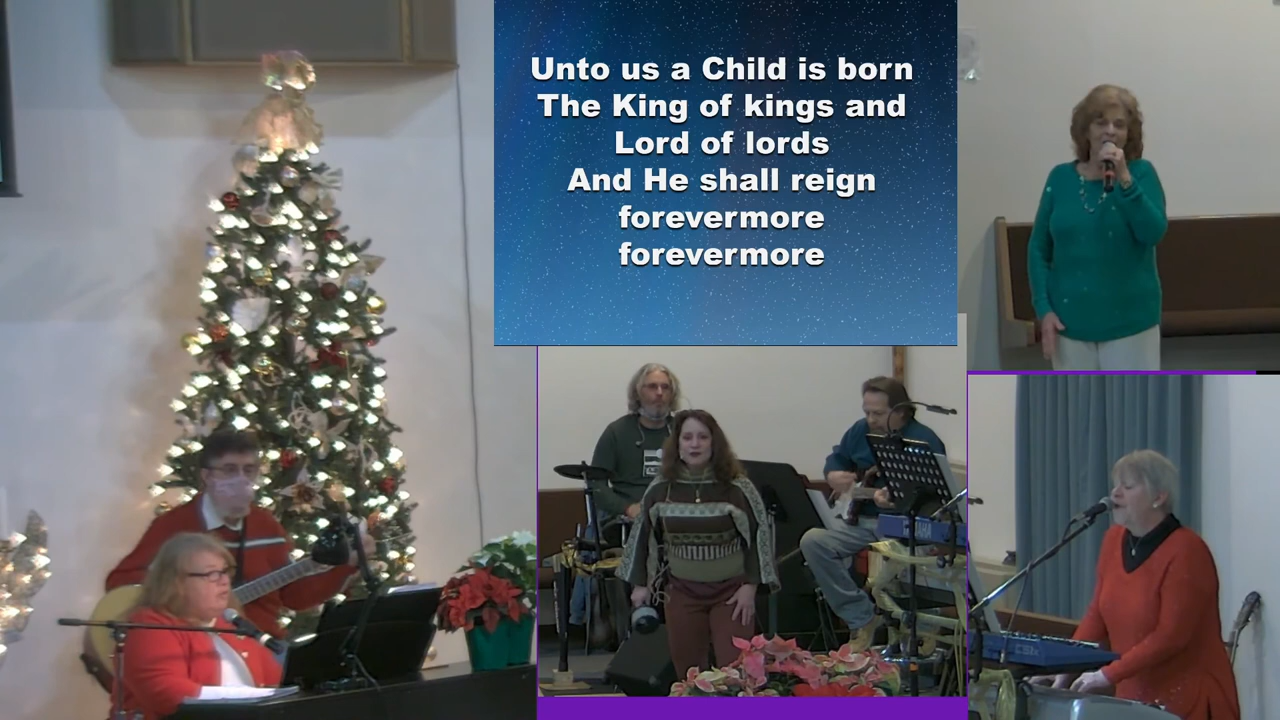 Unto us a Child is born
The King of kings and
Lord of lords
And He shall reign
forevermore
forevermore